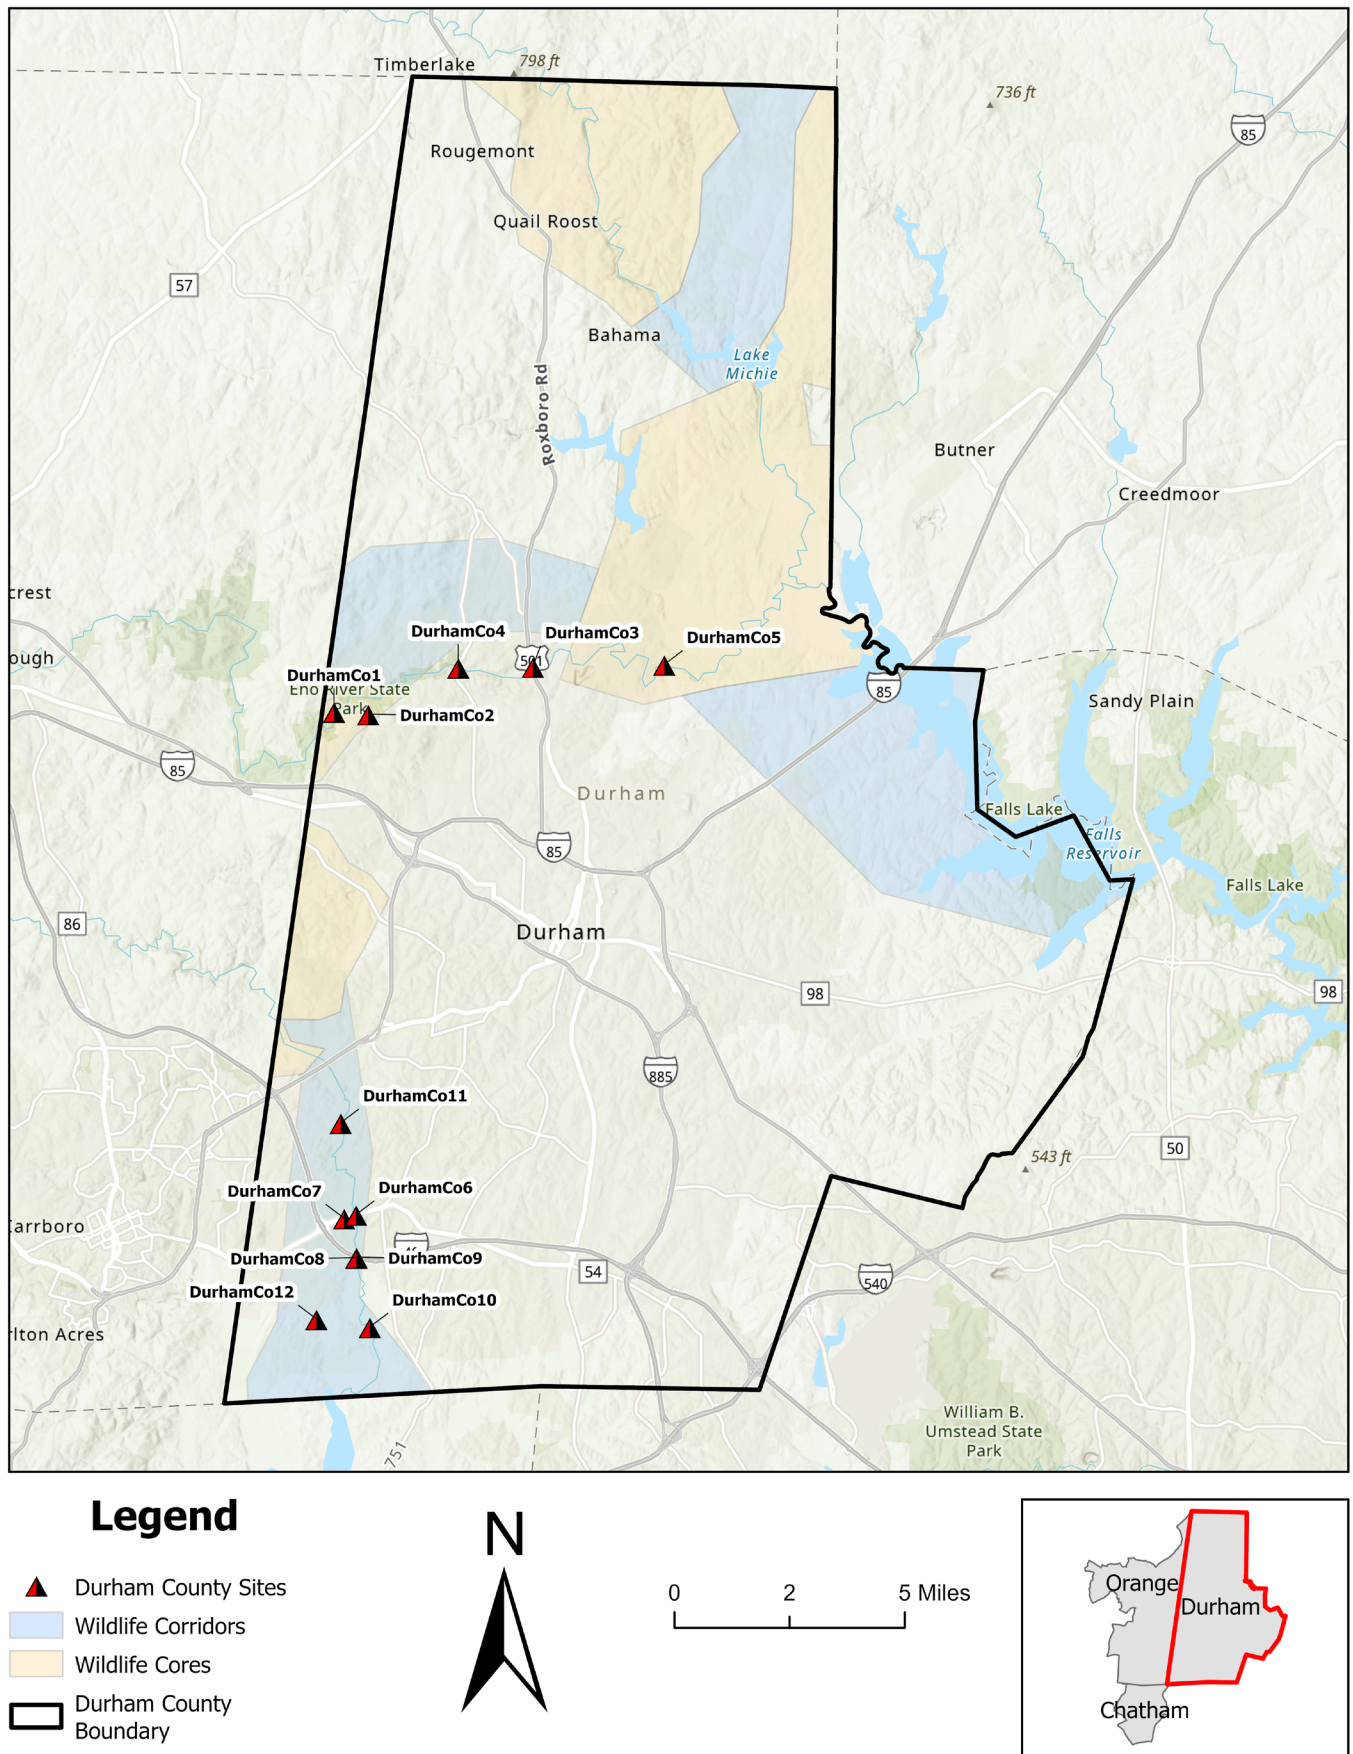 Timberlake
798 ft
736 ft
85
Rougemont
Quail Roost
57
Bahama
Lake
Michie
Roxboro Rd
Butner
Creedmoor
crest
ough
DurhamCo4
DurhamCo3
DurhamCo5
501
DurhamCo1
Eno River State
Park
DurhamCo2
85
Sandy Plain
85
Durham
Falls Lake
Falls
Reservoir
85
Falls Lake
86
Durham
98
98
885
DurhamCo11
50
543 ft
DurhamCo7
DurhamCo6
Carrboro
DurhamCo8
DurhamCo9
54
540
DurhamCo12
DurhamCo10
rlton Acres
751
William B.
Umstead State
Park
Legend
Durham County Sites
Wildlife Corridors
Wildlife Cores
Durham County
Boundary
N
0 2 5 Miles
Orange
Durham
Chatham